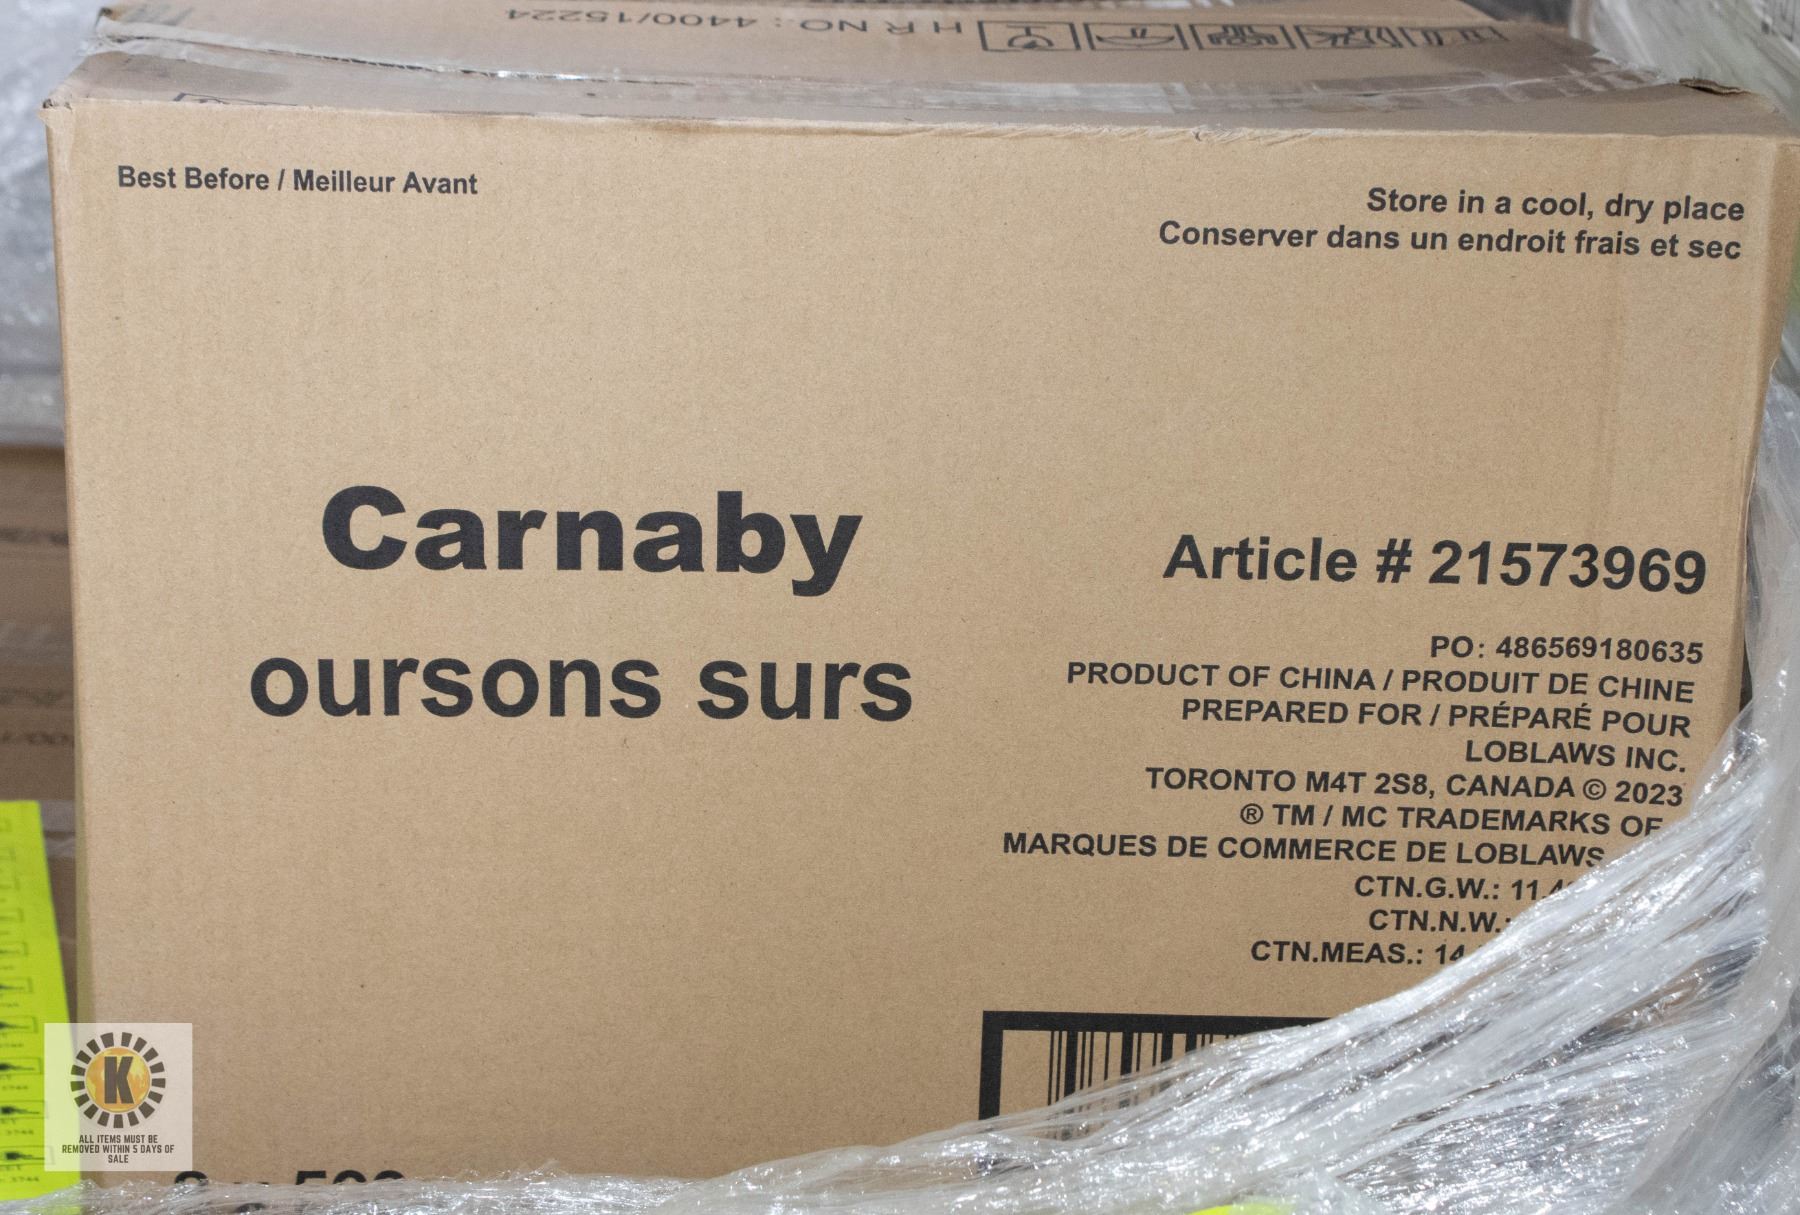 H R NO: 4400/15224
Best Before / Meilleur Avant
Store in a cool, dry place
Conserver dans un endroit frais et sec
Carnaby
oursons surs
Article # 21573969
PO: 486569180635
PRODUCT OF CHINA / PRODUIT DE CHINE
PREPARED FOR / PRÉPARÉ POUR
LOBLAWS INC.
TORONTO M4T 2S8, CANADA © 2023
® TM / MC TRADEMARKS OF
MARQUES DE COMMERCE DE LOBLAWS
CTN.G.W.: 11.4
CTN.N.W.:
CTN.MEAS.: 14
K
ALL ITEMS MUST BE
REMOVED WITHIN 5 DAYS OF
SALE